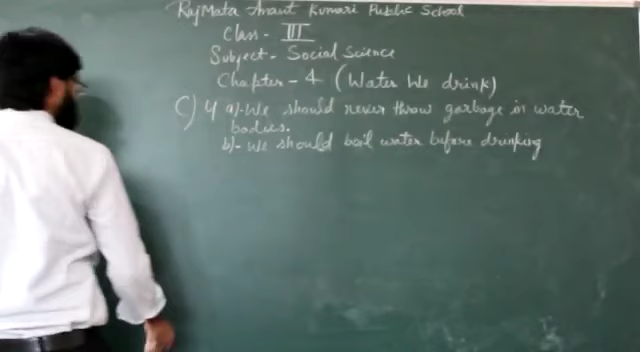 RajMata Anant Kumari Public School
Class - III
Subject - Social Science
Chapter - 4 (Water We drink)
C) 4 a)- We should never throw garbage in water
bodies.
b)- We should boil water before drinking